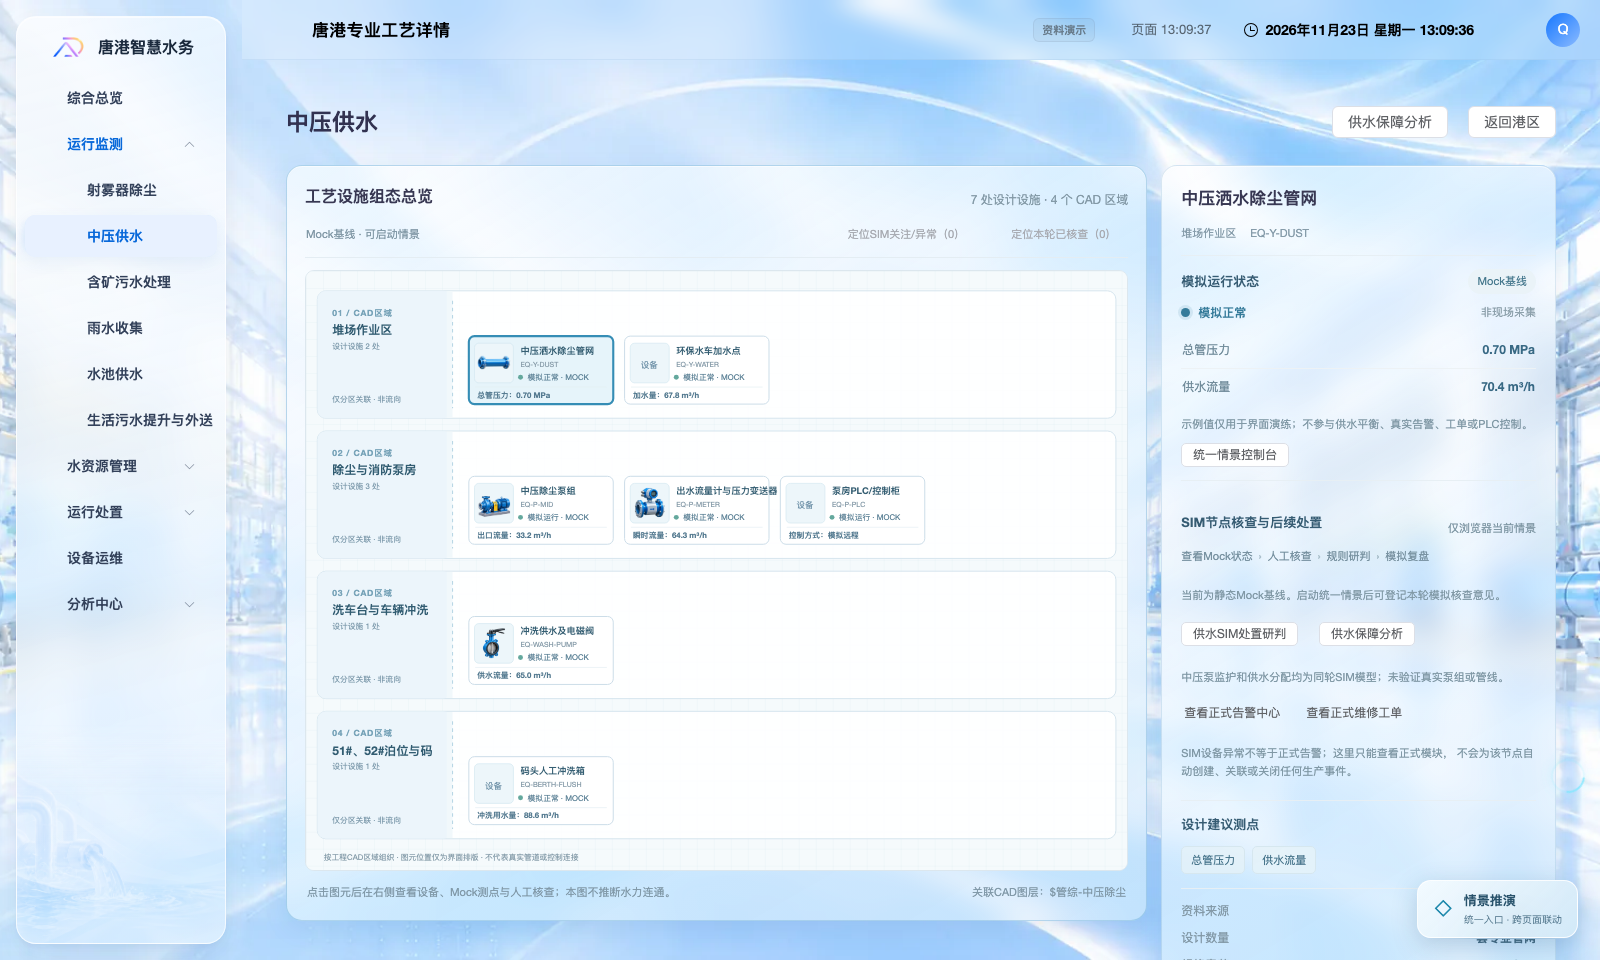 唐港智慧水务
综合总览
运行监测
射雾器除尘
中压供水
含矿污水处理
雨水收集
水池供水
生活污水提升与外送
水资源管理
运行处置
设备运维
分析中心
唐港专业工艺详情
资料演示
页面 13:09:37
2026年11月23日 星期一 13:09:36
Q
中压供水
供水保障分析
返回港区
工艺设施组态总览
7 处设计设施 · 4 个 CAD 区域
Mock基线 · 可启动情景
定位SIM关注/异常（0）
定位本轮已核查（0）
01 / CAD区域
堆场作业区
设计设施 2 处
仅分区关联 · 非流向
中压洒水除尘管网
EQ-Y-DUST
模拟正常 · MOCK
总管压力：0.70 MPa
设备
环保水车加水点
EQ-Y-WATER
模拟正常 · MOCK
加水量：67.8 m³/h
02 / CAD区域
除尘与消防泵房
设计设施 3 处
仅分区关联 · 非流向
中压除尘泵组
EQ-P-MID
模拟运行 · MOCK
出口流量：33.2 m³/h
出水流量计与压力变送器
EQ-P-METER
模拟正常 · MOCK
瞬时流量：64.3 m³/h
设备
泵房PLC/控制柜
EQ-P-PLC
模拟运行 · MOCK
控制方式：模拟远程
03 / CAD区域
洗车台与车辆冲洗
设计设施 1 处
仅分区关联 · 非流向
冲洗供水及电磁阀
EQ-WASH-PUMP
模拟正常 · MOCK
供水流量：65.0 m³/h
04 / CAD区域
51#、52#泊位与码
设计设施 1 处
仅分区关联 · 非流向
设备
码头人工冲洗箱
EQ-BERTH-FLUSH
模拟正常 · MOCK
冲洗用水量：88.6 m³/h
按工程CAD区域组织 · 图元位置仅为界面排版 · 不代表真实管道或控制连接
点击图元后在右侧查看设备、Mock测点与人工核查；本图不推断水力连通。
关联CAD图层：$管综-中压除尘
中压洒水除尘管网
堆场作业区 EQ-Y-DUST
模拟运行状态
Mock基线
模拟正常
非现场采集
总管压力
0.70 MPa
供水流量
70.4 m³/h
示例值仅用于界面演练；不参与供水平衡、真实告警、工单或PLC控制。
统一情景控制台
SIM节点核查与后续处置
仅浏览器当前情景
查看Mock状态 › 人工核查 › 规则研判 › 模拟复盘
当前为静态Mock基线。启动统一情景后可登记本轮模拟核查意见。
供水SIM处置研判
供水保障分析
中压泵监护和供水分配均为同轮SIM模型；未验证真实泵组或管线。
查看正式告警中心
查看正式维修工单
SIM设备异常不等于正式告警；这里只能查看正式模块， 不会为该节点自
动创建、关联或关闭任何生产事件。
设计建议测点
总管压力
供水流量
资料来源
设计数量
情景推演
统一入口 · 跨页面联动